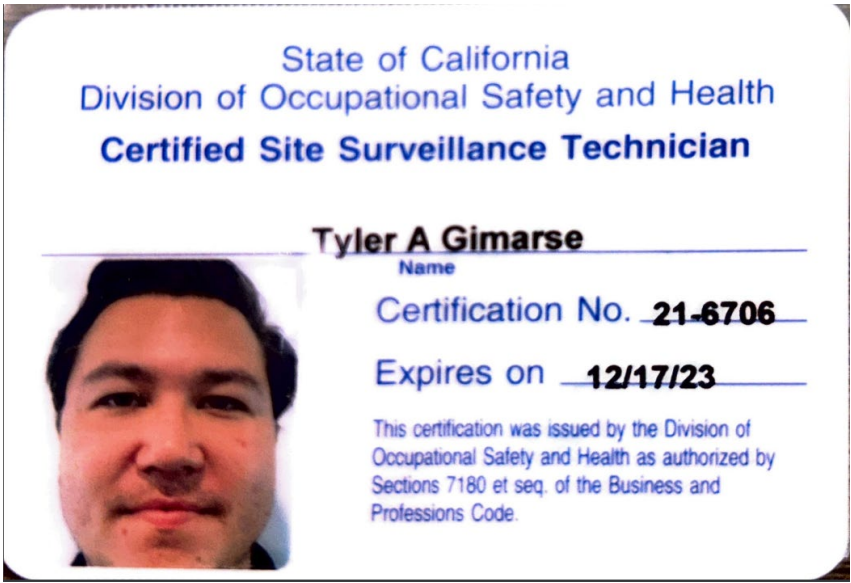 State of California
Division of Occupational Safety and Health
Certified Site Surveillance Technician
Tyler A Gimarse
Name
Certification No. 21-6706
Expires on 12/17/23
This certification was issued by the Division of
Occupational Safety and Health as authorized by
Sections 7180 et seq. of the Business and
Professions Code.